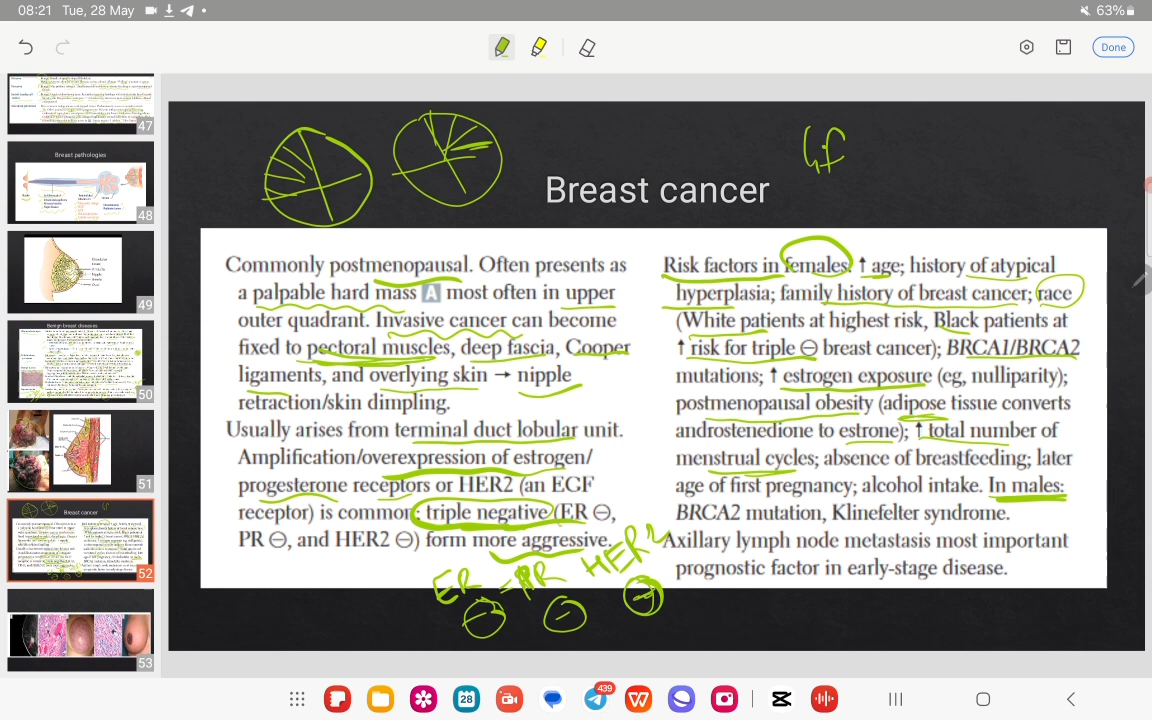 08:21 Tue, 28 May
63%
Done
47
Breast pathologies
48
49
Benign breast diseases
50
51
Breast cancer
52
53
Breast cancer
Commonly postmenopausal. Often presents as
a palpable hard mass A most often in upper
outer quadrant. Invasive cancer can become
fixed to pectoral muscles, deep fascia, Cooper
ligaments, and overlying skin → nipple
retraction/skin dimpling.
Usually arises from terminal duct lobular unit.
Amplification/overexpression of estrogen/
progesterone receptors or HER2 (an EGF
receptor) is common; triple negative (ER ⊖,
PR ⊖, and HER2 ⊖) form more aggressive.
ER PR HER2
Risk factors in females: ↑ age; history of atypical
hyperplasia; family history of breast cancer; race
(White patients at highest risk, Black patients at
↑ risk for triple ⊖ breast cancer); BRCA1/BRCA2
mutations; ↑ estrogen exposure (eg, nulliparity);
postmenopausal obesity (adipose tissue converts
androstenedione to estrone); ↑ total number of
menstrual cycles; absence of breastfeeding; later
age of first pregnancy; alcohol intake. In males:
BRCA2 mutation, Klinefelter syndrome.
Axillary lymph node metastasis most important
prognostic factor in early-stage disease.
28
439